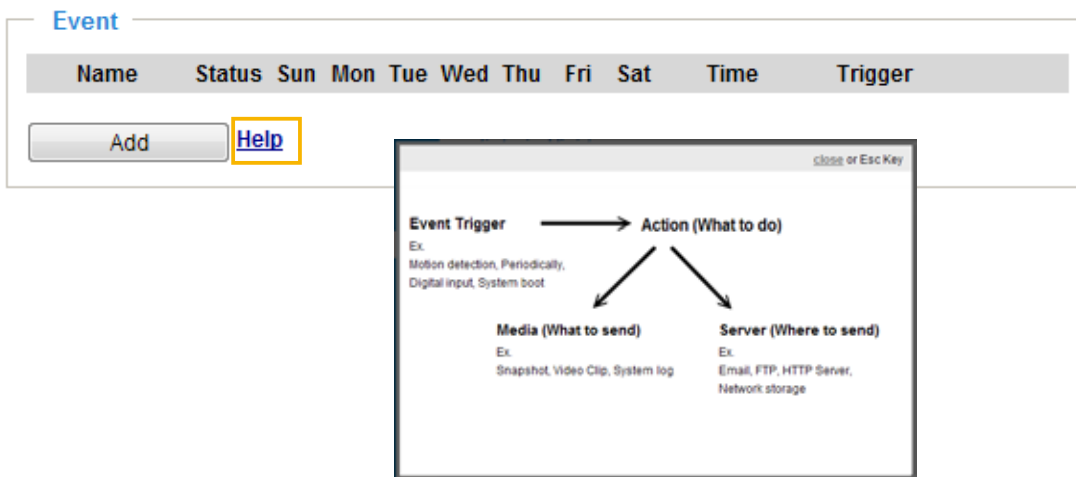 Event
Name Status Sun Mon Tue Wed Thu Fri Sat Time Trigger
Add Help
close or Esc Key
Event Trigger Action (What to do)
Ex.
Motion detection, Periodically,
Digital input, System boot
Media (What to send) Server (Where to send)
Ex. Ex.
Snapshot, Video Clip, System log Email, FTP, HTTP Server,
Network storage